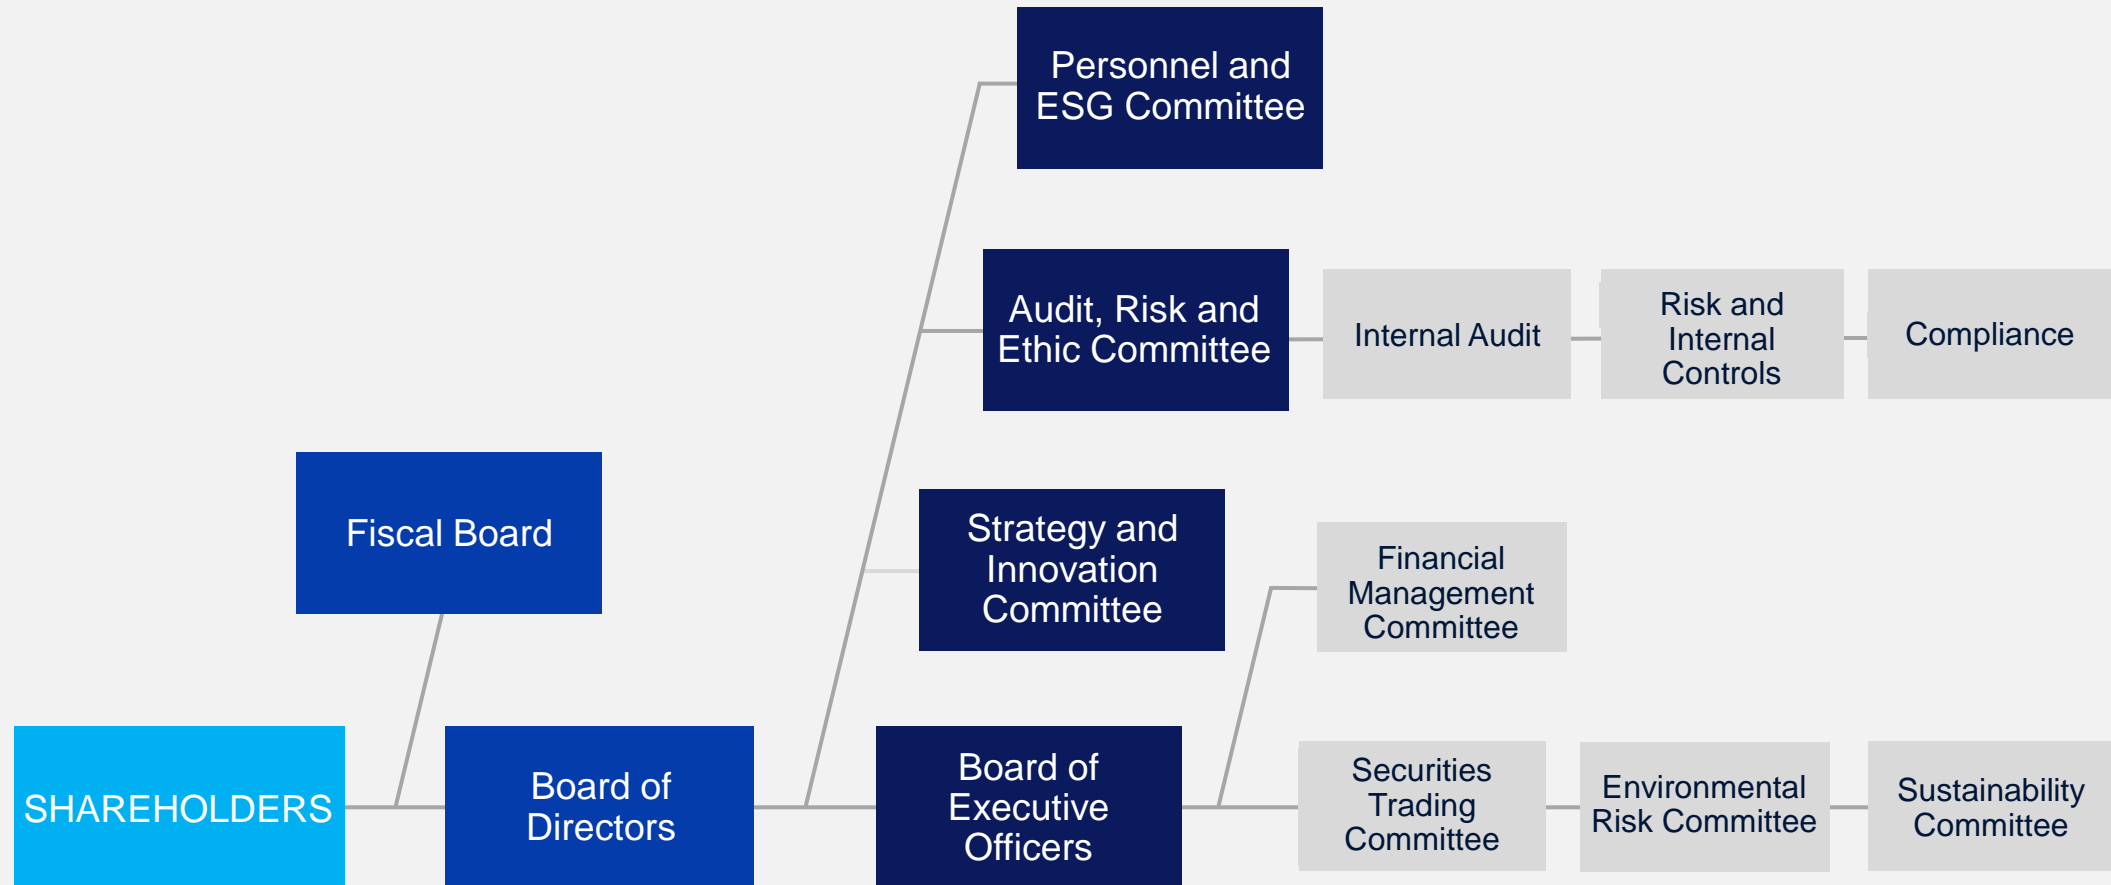 Personnel and
ESG Committee
Audit, Risk and
Ethic Committee
Internal Audit
Risk and
Internal
Controls
Compliance
Fiscal Board
Strategy and
Innovation
Committee
Financial
Management
Committee
SHAREHOLDERS
Board of
Directors
Board of
Executive
Officers
Securities
Trading
Committee
Environmental
Risk Committee
Sustainability
Committee